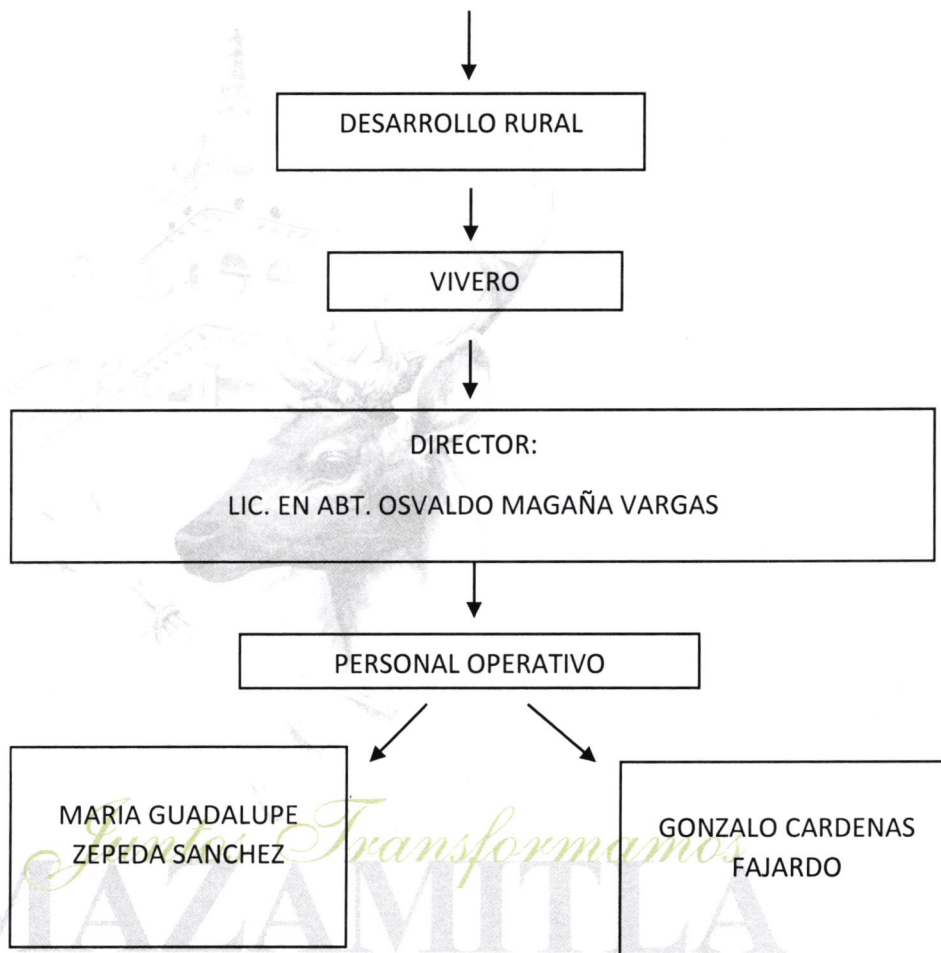 DESARROLLO RURAL
VIVERO
DIRECTOR:
LIC. EN ABT. OSVALDO MAGAÑA VARGAS
PERSONAL OPERATIVO
MARIA GUADALUPE
ZEPEDA SANCHEZ
GONZALO CARDENAS
FAJARDO
Juntos Transformamos
MAZAMITLA